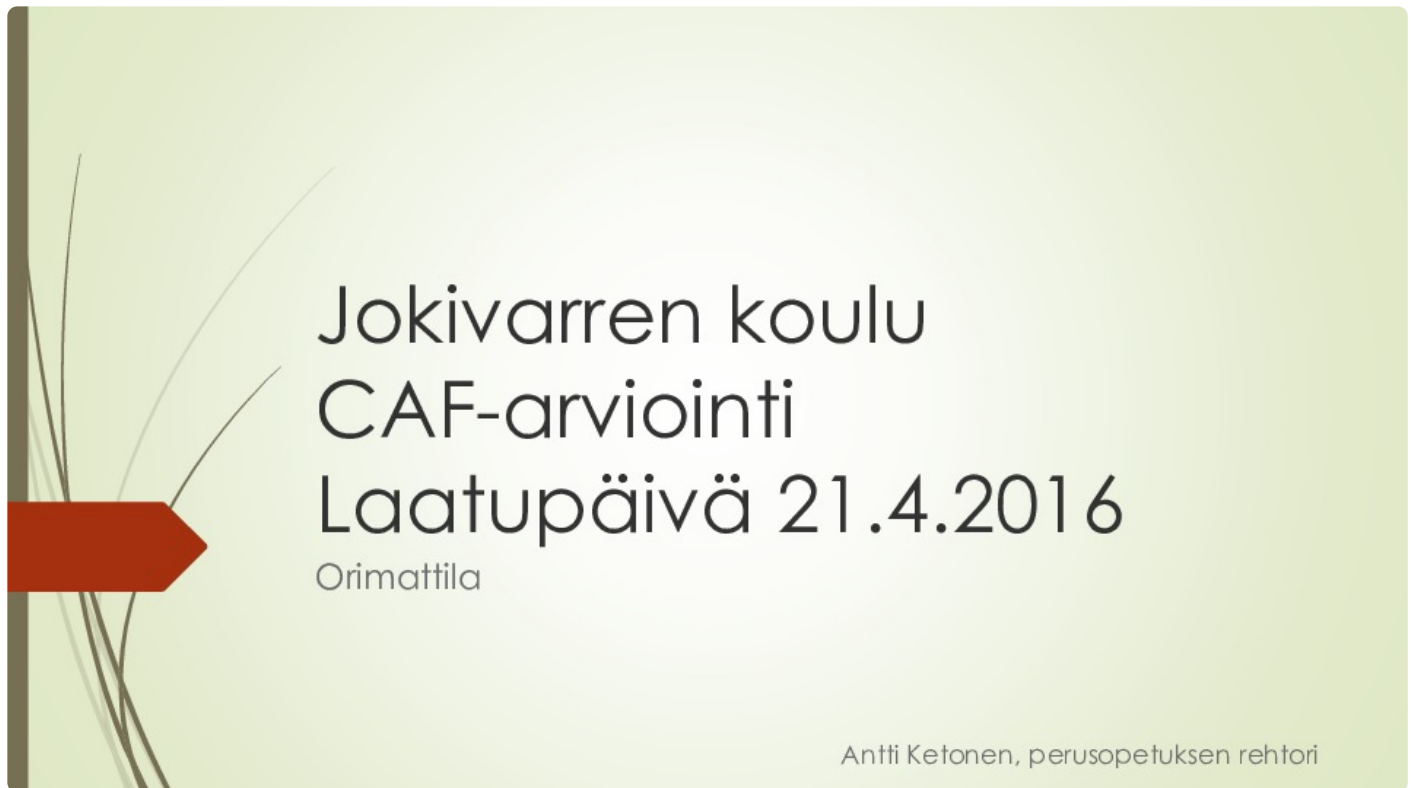 Jokivarren koulu
CAF-arviointi
Laatupäivä 21.4.2016
Orimattila
Antti Ketonen, perusopetuksen rehtori